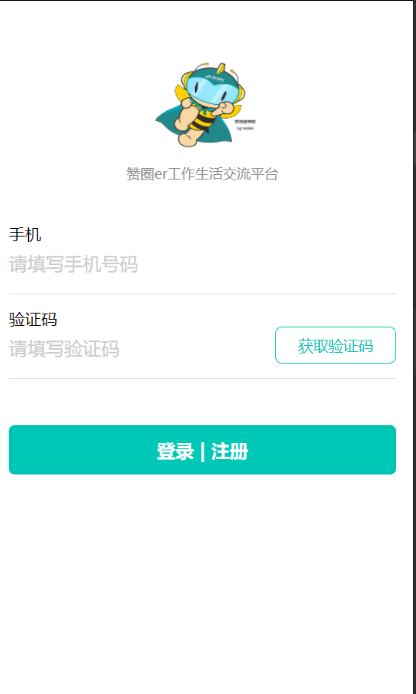 赞圈er工作生活交流平台
手机
请填写手机号码
验证码
请填写验证码
获取验证码
登录 | 注册